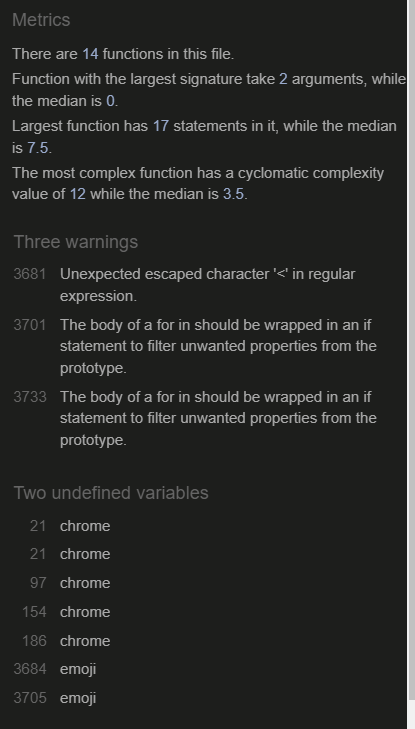 Metrics
There are 14 functions in this file.
Function with the largest signature take 2 arguments, while
the median is 0.
Largest function has 17 statements in it, while the median
is 7.5.
The most complex function has a cyclomatic complexity
value of 12 while the median is 3.5.
Three warnings
3681 Unexpected escaped character '<' in regular
expression.
3701 The body of a for in should be wrapped in an if
statement to filter unwanted properties from the
prototype.
3733 The body of a for in should be wrapped in an if
statement to filter unwanted properties from the
prototype.
Two undefined variables
21 chrome
21 chrome
97 chrome
154 chrome
186 chrome
3684 emoji
3705 emoji